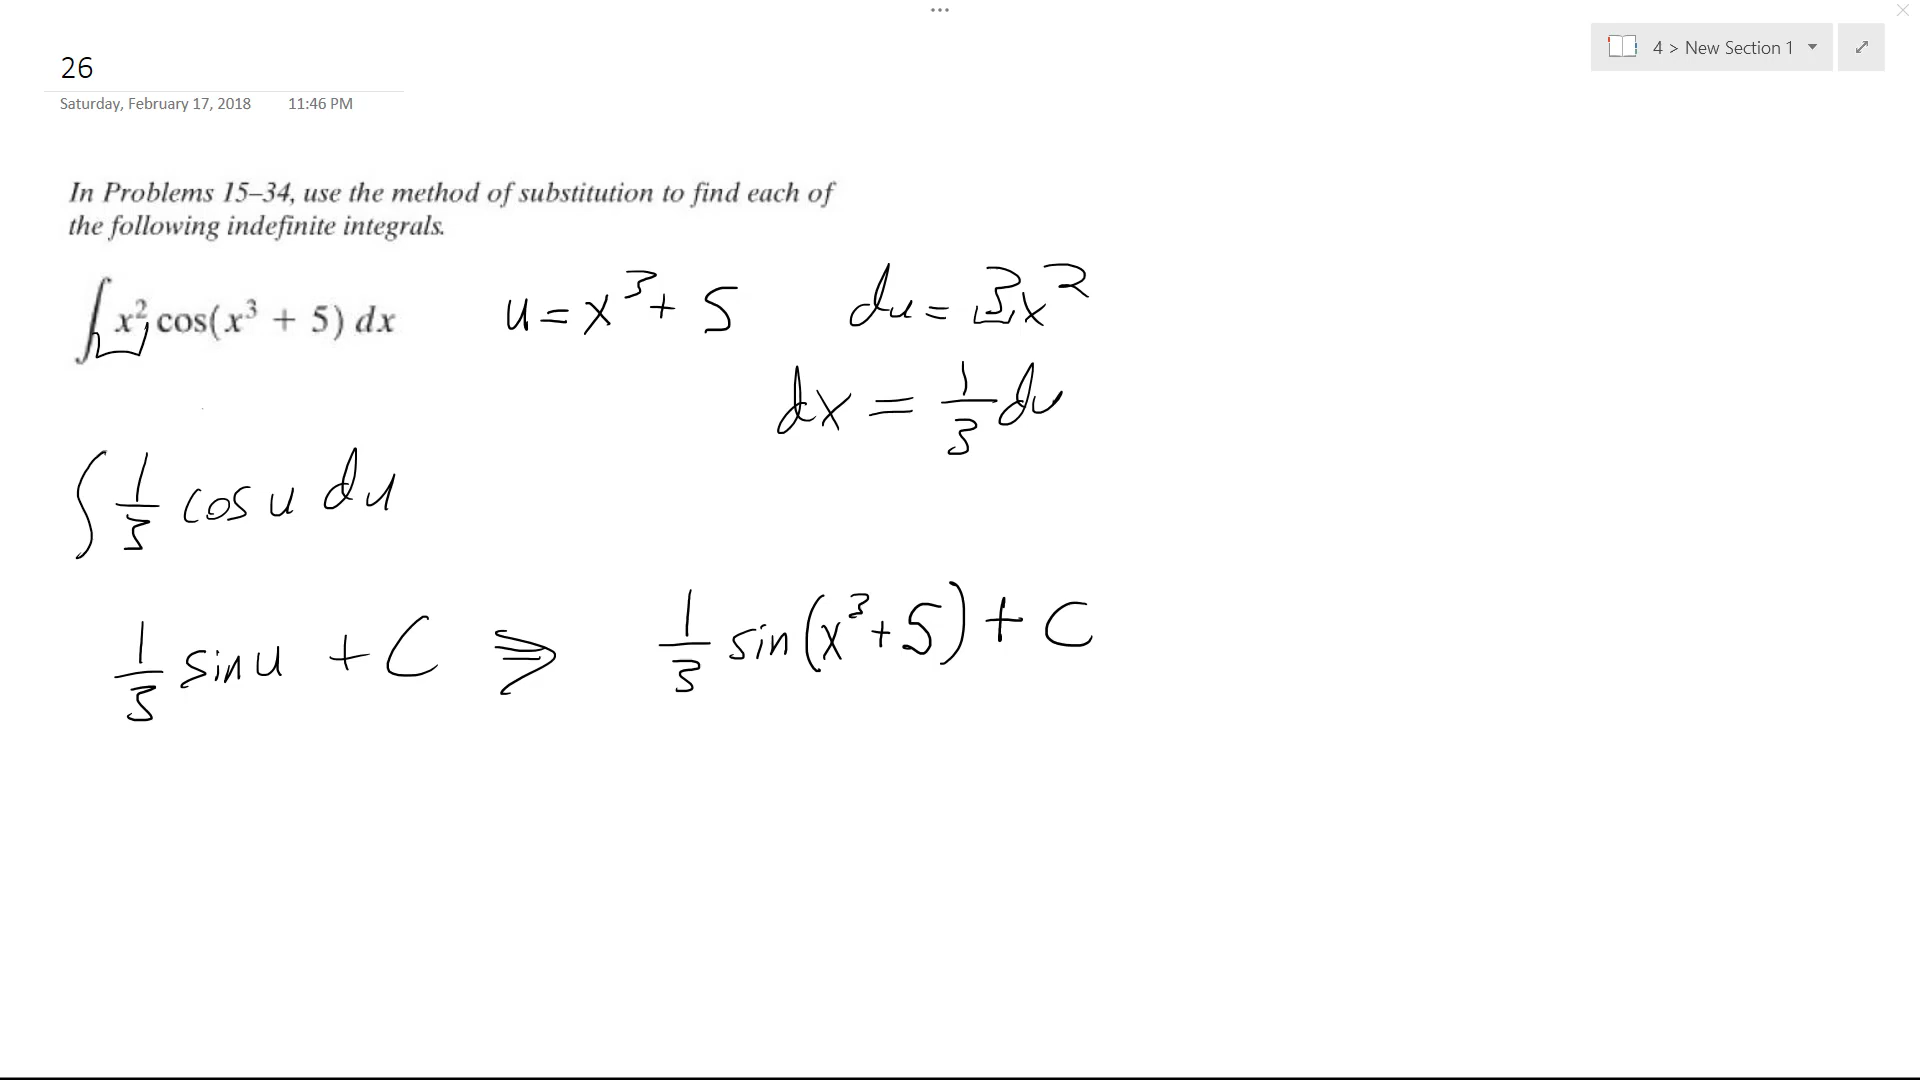 26
4 > New Section 1
Saturday, February 17, 2018 11:46 PM
In Problems 15–34, use the method of substitution to find each of
the following indefinite integrals.
∫ x² cos(x³ + 5) dx
u = x³ + 5
du = 3x²
dx = 1/3 du
∫ 1/3 cos u du
1/3 sin u + C ⇒ 1/3 sin(x³ + 5) + C